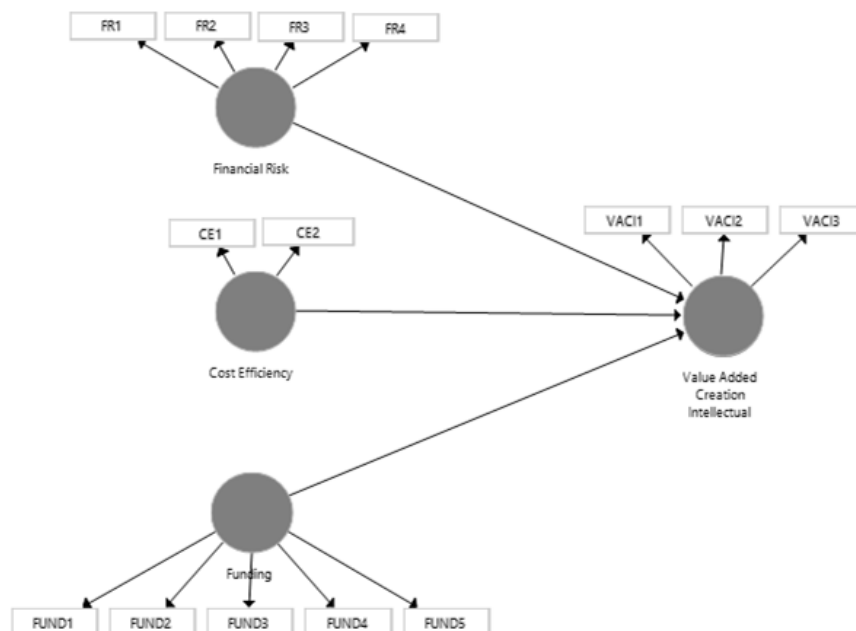 FR1
FR2
FR3
FR4
Financial Risk
VACI1
VACI2
VACI3
CE1
CE2
Cost Efficiency
Value Added
Creation
Intellectual
Funding
FUND1
FUND2
FUND3
FUND4
FUND5